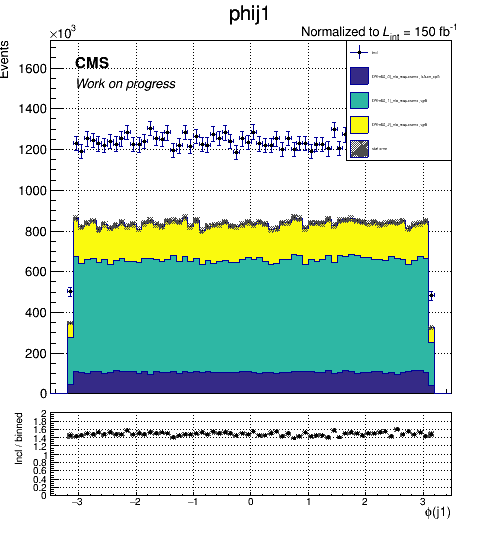 phij1
×10³
Normalized to L_int = 150 fb⁻¹
Events
CMS
Work on progress
Incl
1600
1400
1200
1000
800
600
400
200
0
Incl / binned
2
1.8
1.6
1.4
1.2
1
0.8
0.6
0.4
0.2
0
−3 −2 −1 0 1 2 3
ϕ(j1)